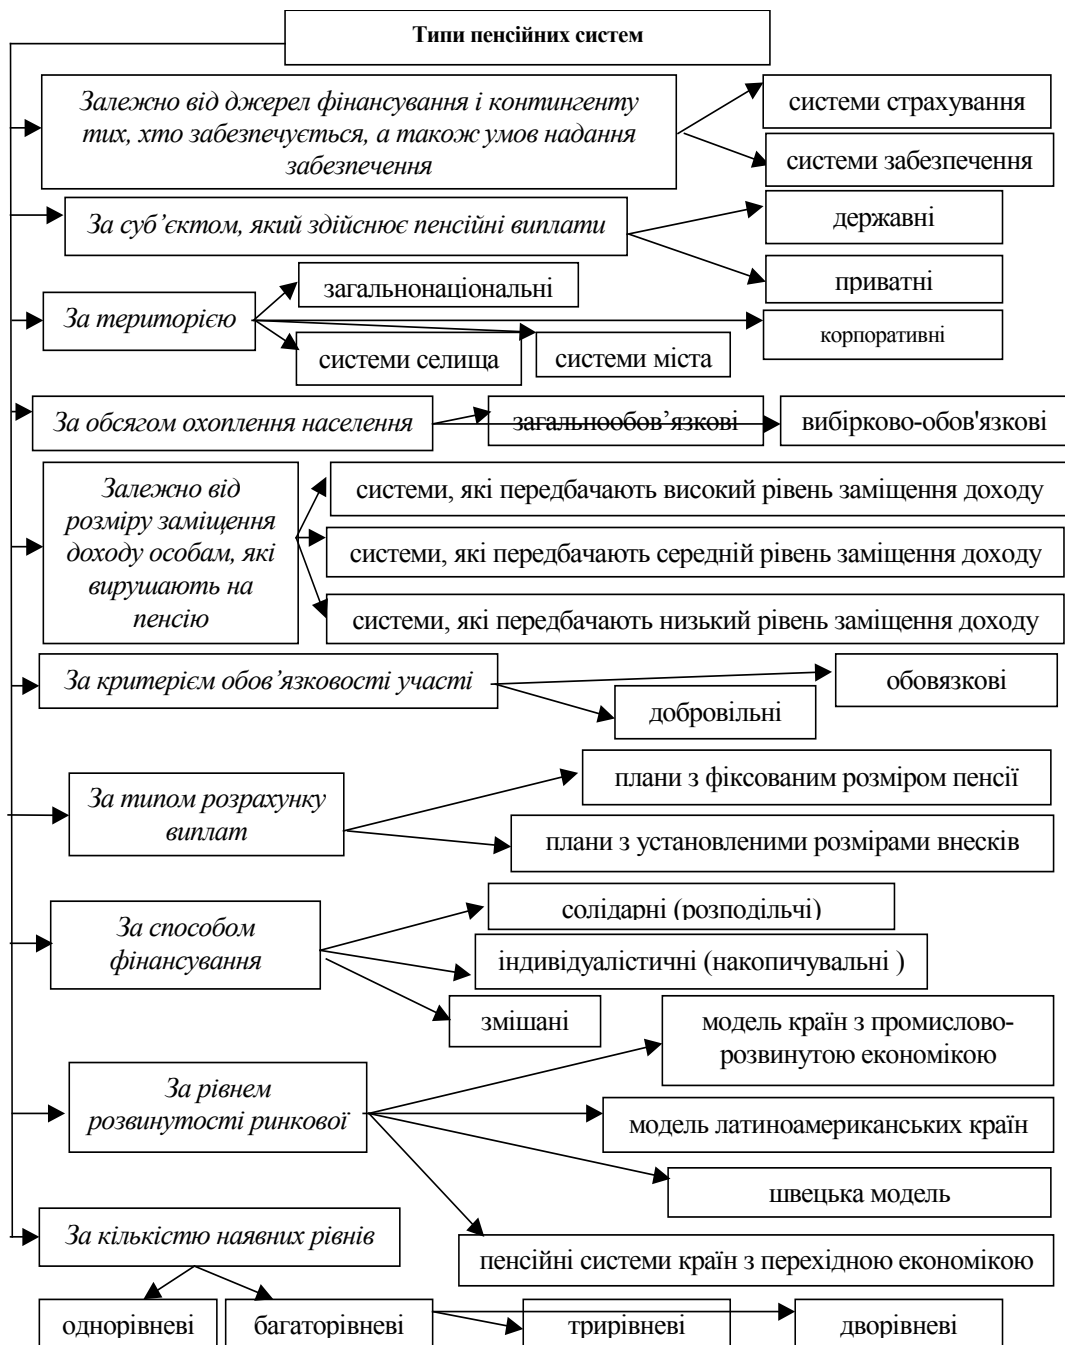 Типи пенсійних систем
Залежно від джерел фінансування і контингенту
тих, хто забезпечується, а також умов надання
забезпечення
системи страхування
системи забезпечення
За суб’єктом, який здійснює пенсійні виплати
державні
приватні
За територією
загальнонаціональні
системи селища
системи міста
корпоративні
За обсягом охоплення населення
загальнообов’язкові
вибірково-обов'язкові
Залежно від
розміру заміщення
доходу особам, які
вирушають на
пенсію
системи, які передбачають високий рівень заміщення доходу
системи, які передбачають середній рівень заміщення доходу
системи, які передбачають низький рівень заміщення доходу
За критерієм обов’язковості участі
обовязкові
добровільні
За типом розрахунку
виплат
плани з фіксованим розміром пенсії
плани з установленими розмірами внесків
За способом
фінансування
солідарні (розподільчі)
індивідуалістичні (накопичувальні )
змішані
За рівнем
розвинутості ринкової
модель країн з промислово-
розвинутою економікою
модель латиноамериканських країн
швецька модель
пенсійні системи країн з перехідною економікою
За кількістю наявних рівнів
однорівневі
багаторівневі
трирівневі
дворівневі